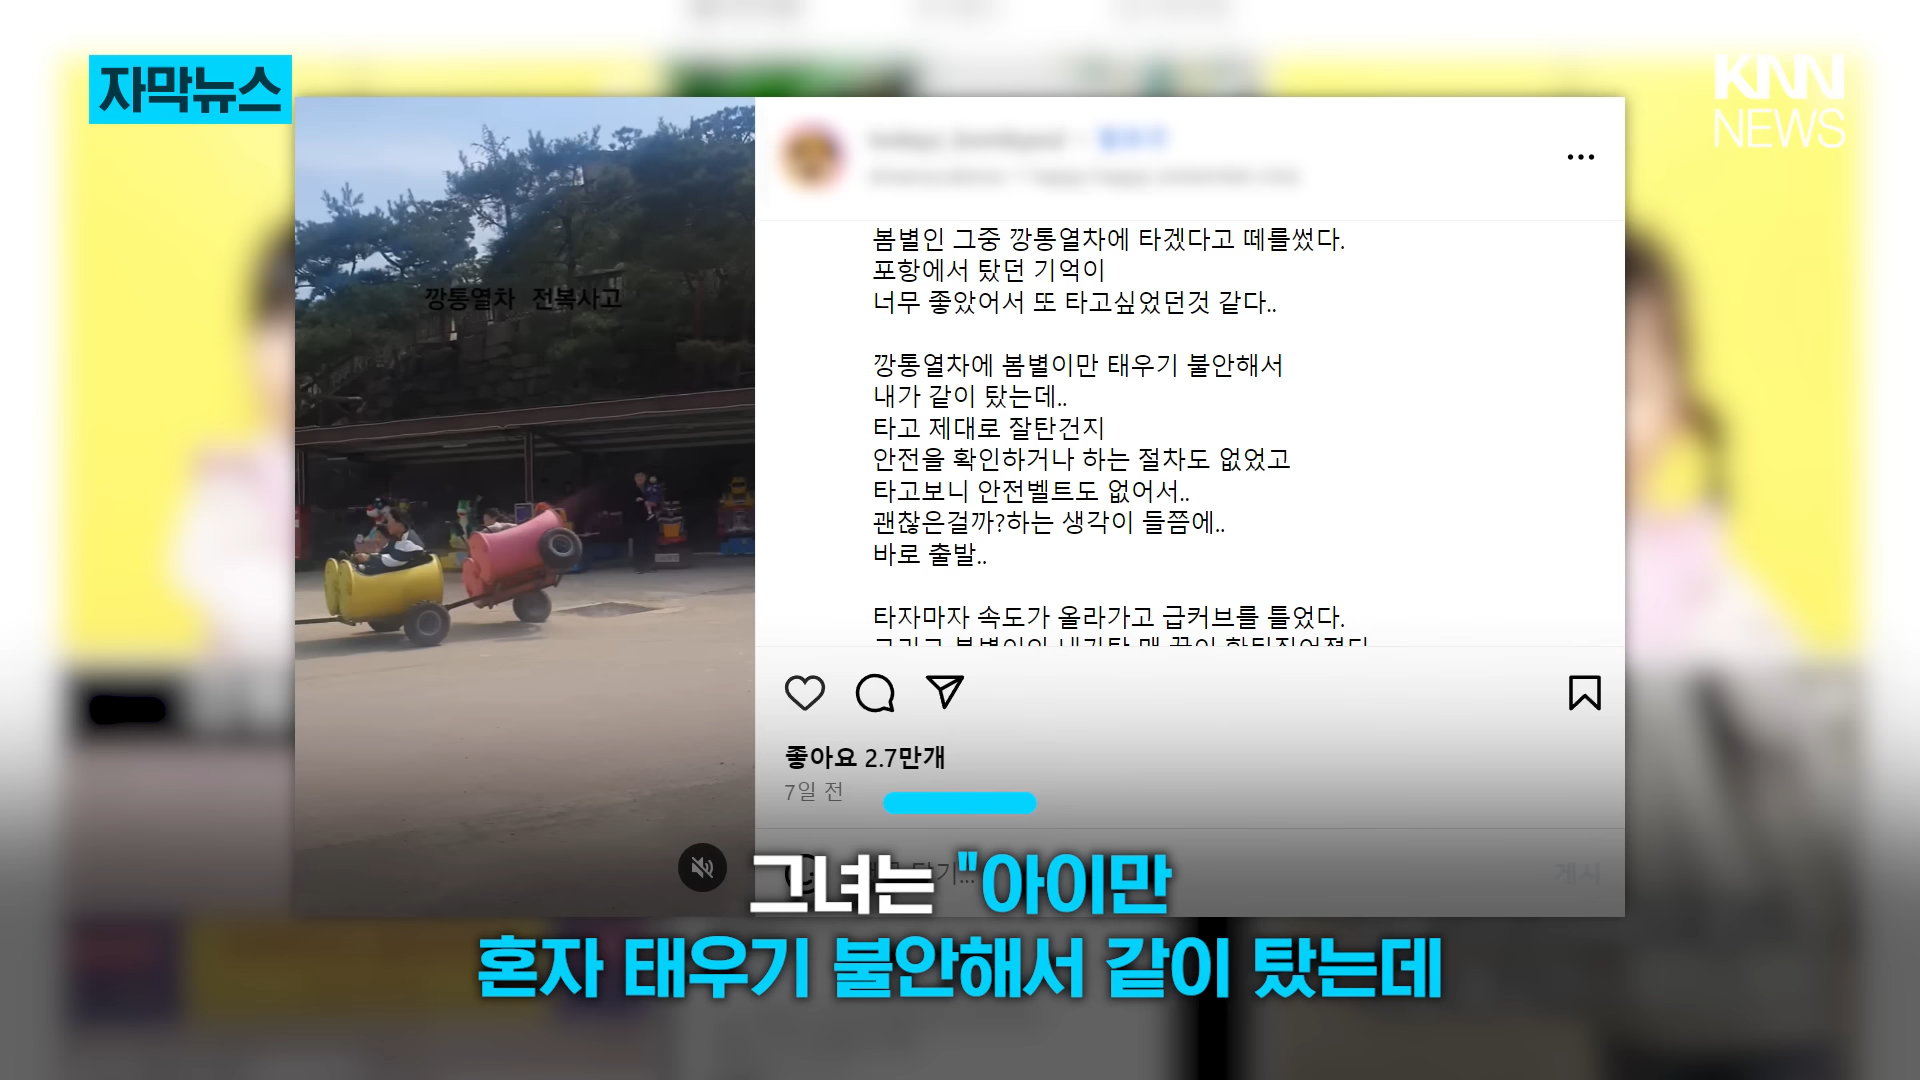 자막뉴스
KNN
NEWS
깡통열차 전복사고
봄별인 그중 깡통열차에 타겠다고 떼를썼다.
포항에서 탔던 기억이
너무 좋았어서 또 타고싶었던것 같다..
깡통열차에 봄별이만 태우기 불안해서
내가 같이 탔는데..
타고 제대로 잘탄건지
안전을 확인하거나 하는 절차도 없었고
타고보니 안전벨트도 없어서..
괜찮은걸까?하는 생각이 들쯤에..
바로 출발..
타자마자 속도가 올라가고 급커브를 틀었다.
좋아요 2.7만개
7일 전
게시
그녀는 "아이만
혼자 태우기 불안해서 같이 탔는데